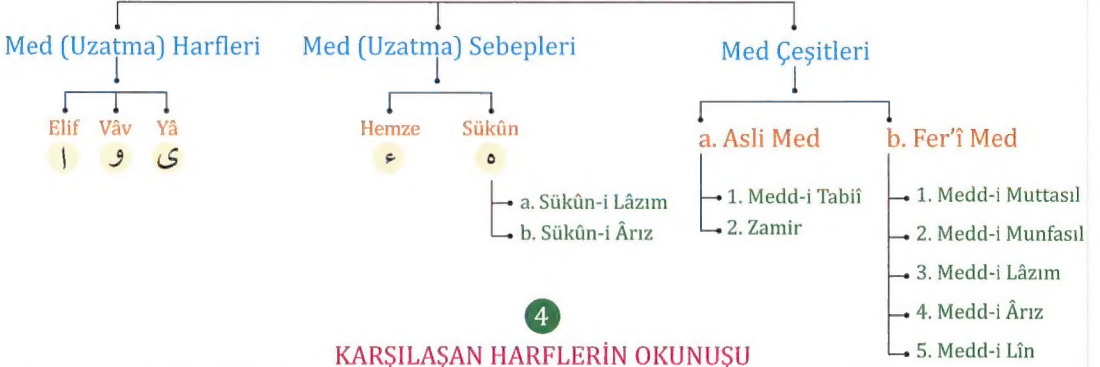 Med (Uzatma) Harfleri
Elif Vâv Yâ
ا و ى
Med (Uzatma) Sebepleri
Hemze Sükûn
ء ه
a. Sükûn-i Lâzım
b. Sükûn-i Ârız
Med Çeşitleri
a. Asli Med
1. Medd-i Tabiî
2. Zamir
b. Fer'î Med
1. Medd-i Muttasıl
2. Medd-i Munfasıl
3. Medd-i Lâzım
4. Medd-i Ârız
5. Medd-i Lîn
4
KARŞILAŞAN HARFLERİN OKUNUŞU